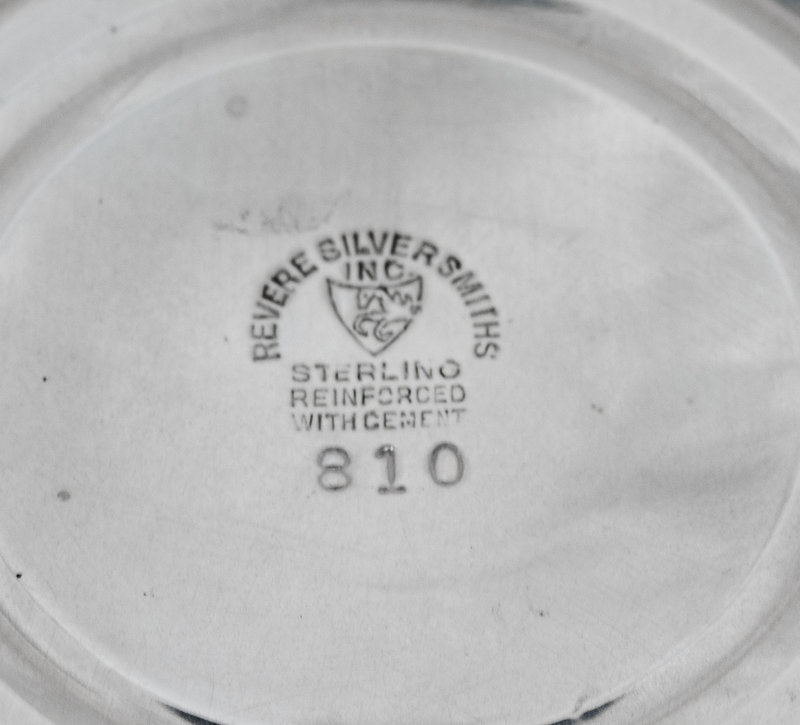 REVERE SILVERSMITHS
INC.
STERLING
REINFORCED
WITH CEMENT
810